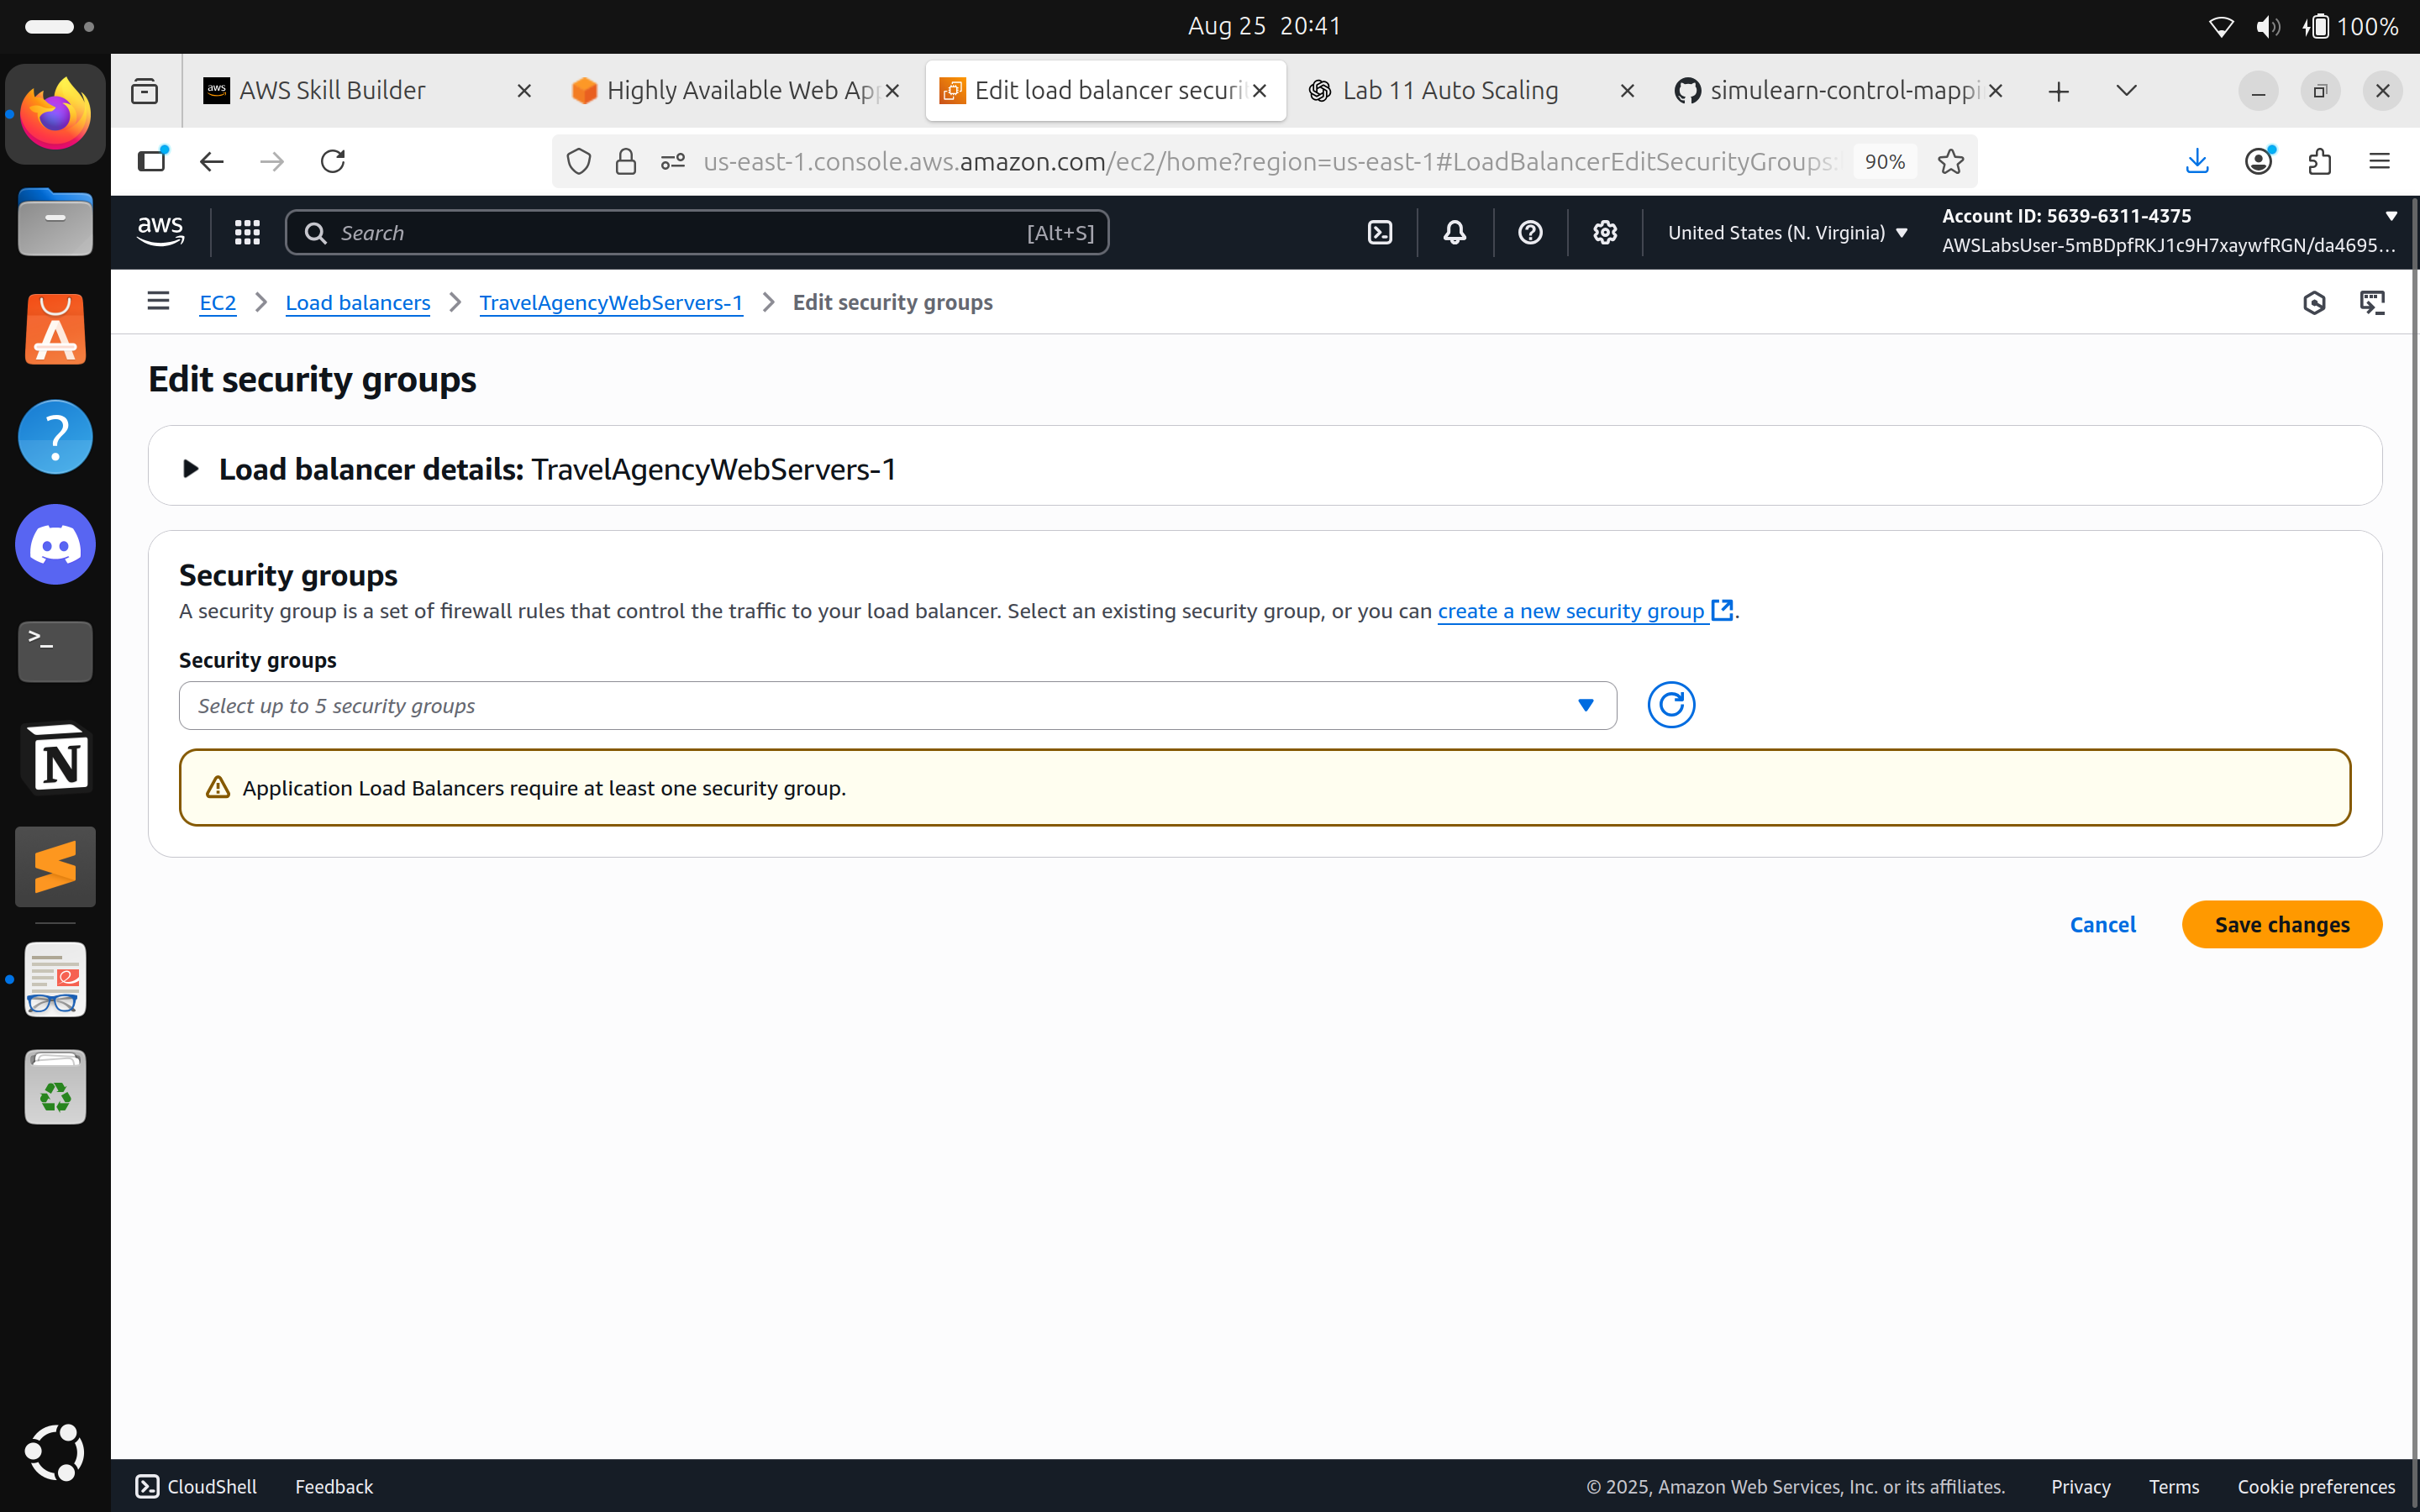 Aug 25 20:41
100%
AWS Skill Builder
Highly Available Web App
Edit load balancer securi
Lab 11 Auto Scaling
simulearn-control-mappi
us-east-1.console.aws.amazon.com/ec2/home?region=us-east-1#LoadBalancerEditSecurityGroups:
90%
aws
Search
[Alt+S]
United States (N. Virginia)
Account ID: 5639-6311-4375
AWSLabsUser-5mBDpfRKJ1c9H7xaywfRGN/da4695...
EC2
Load balancers
TravelAgencyWebServers-1
Edit security groups
Edit security groups
Load balancer details: TravelAgencyWebServers-1
Security groups
A security group is a set of firewall rules that control the traffic to your load balancer. Select an existing security group, or you can create a new security group.
Security groups
Select up to 5 security groups
Application Load Balancers require at least one security group.
Cancel
Save changes
CloudShell
Feedback
© 2025, Amazon Web Services, Inc. or its affiliates.
Privacy
Terms
Cookie preferences